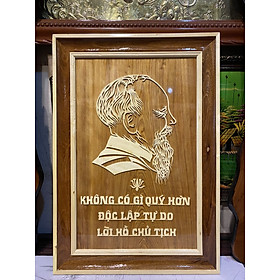 KHÔNG CÓ GÌ QUÝ HƠN
ĐỘC LẬP TỰ DO
LỜI HỒ CHỦ TỊCH